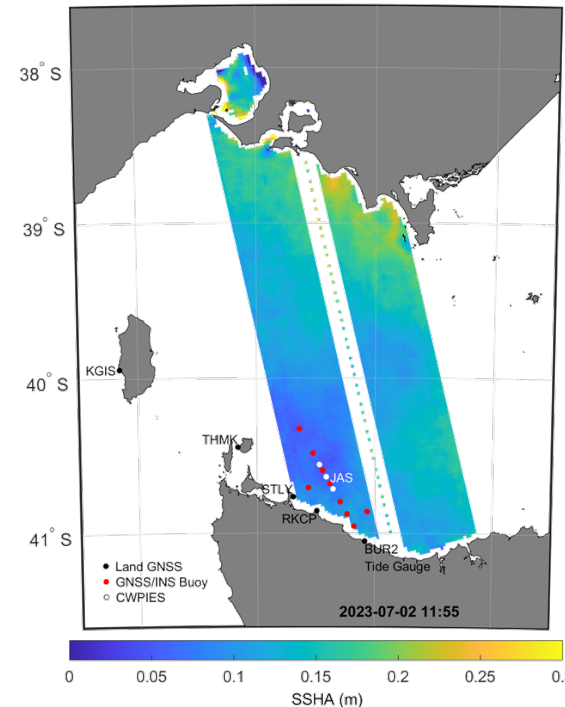 38° S
39° S
KGIS
40° S
THMK
JAS
STLY
RKCP
41° S
BUR2
Tide Gauge
Land GNSS
GNSS/INS Buoy
CWPIES
2023-07-02 11:55
0 0.05 0.1 0.15 0.2 0.25 0.
SSHA (m)